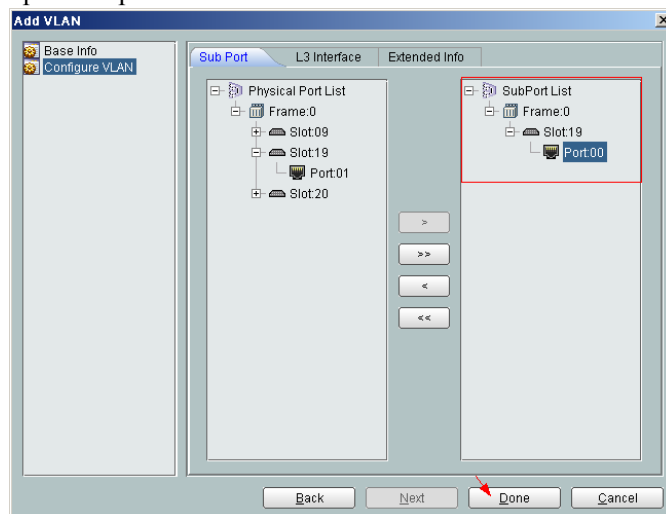 Add VLAN
Base Info
Configure VLAN
Sub Port
L3 Interface
Extended Info
Physical Port List
Frame:0
Slot:09
Slot:19
Port:01
Slot:20
>
>>
<
<<
SubPort List
Frame:0
Slot:19
Port:00
Back
Next
Done
Cancel